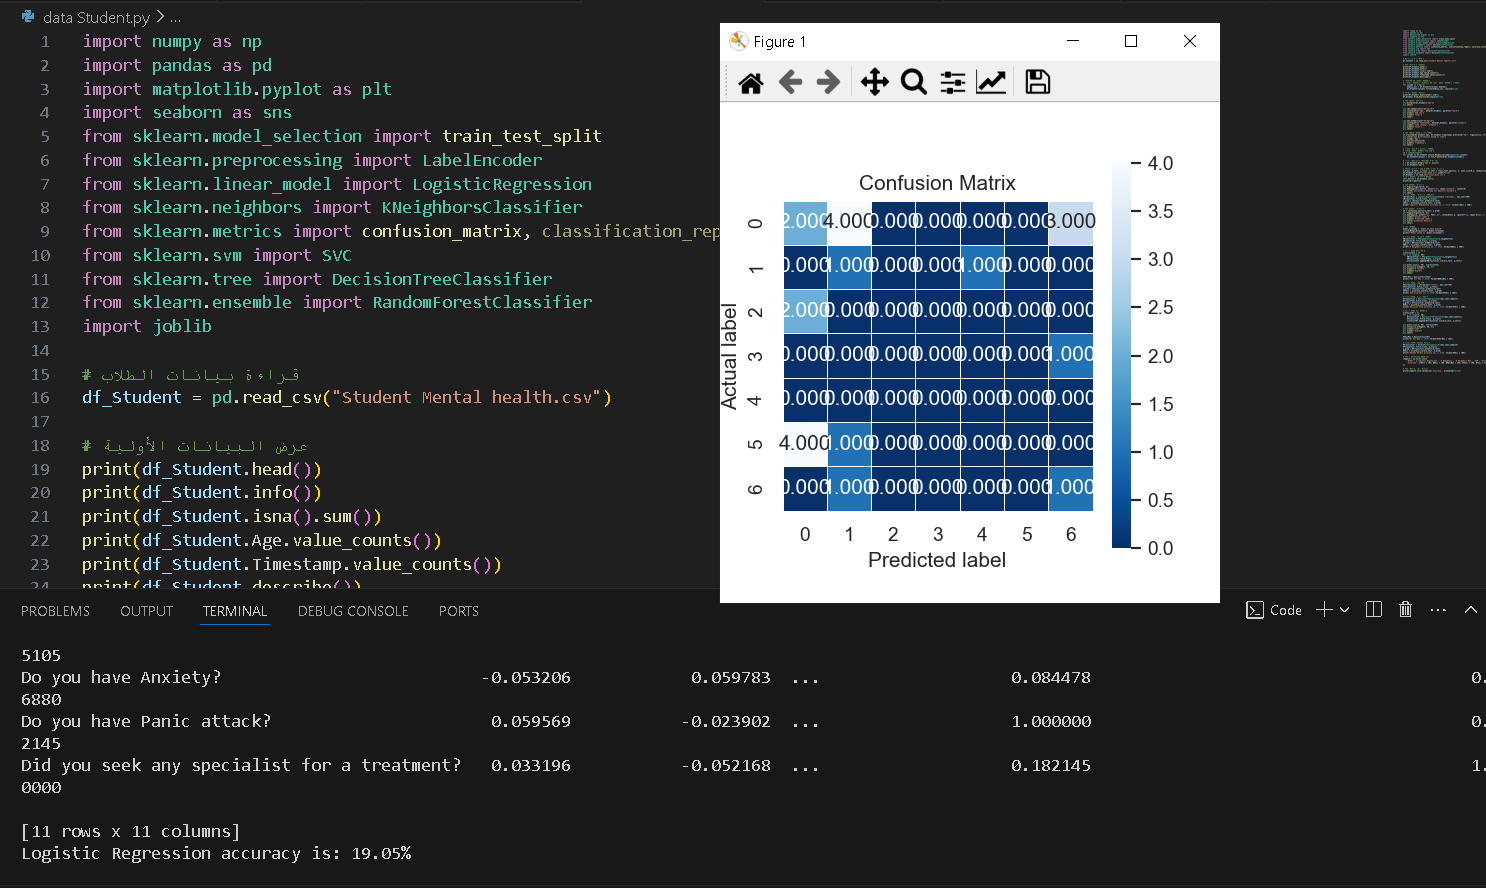 data Student.py > ...
1 import numpy as np
2 import pandas as pd
3 import matplotlib.pyplot as plt
4 import seaborn as sns
5 from sklearn.model_selection import train_test_split
6 from sklearn.preprocessing import LabelEncoder
7 from sklearn.linear_model import LogisticRegression
8 from sklearn.neighbors import KNeighborsClassifier
9 from sklearn.metrics import confusion_matrix, classification_rep
10 from sklearn.svm import SVC
11 from sklearn.tree import DecisionTreeClassifier
12 from sklearn.ensemble import RandomForestClassifier
13 import joblib
14
15 # قراءة بيانات الطلاب
16 df_Student = pd.read_csv("Student Mental health.csv")
17
18 # عرض البيانات الأولية
19 print(df_Student.head())
20 print(df_Student.info())
21 print(df_Student.isna().sum())
22 print(df_Student.Age.value_counts())
23 print(df_Student.Timestamp.value_counts())
24 print(df_Student.describe())
Figure 1
Confusion Matrix
Actual label
0 2.000 4.000 0.000 0.000 0.000 0.000 3.000
1 0.000 1.000 0.000 0.000 1.000 0.000 0.000
2 2.000 0.000 0.000 0.000 0.000 0.000 0.000
3 0.000 0.000 0.000 0.000 0.000 0.000 1.000
4 0.000 0.000 0.000 0.000 0.000 0.000 0.000
5 4.000 1.000 0.000 0.000 0.000 0.000 0.000
6 0.000 1.000 0.000 0.000 0.000 0.000 1.000
0 1 2 3 4 5 6
Predicted label
4.0
3.5
3.0
2.5
2.0
1.5
1.0
0.5
0.0
PROBLEMS OUTPUT TERMINAL DEBUG CONSOLE PORTS Code
5105
Do you have Anxiety? -0.053206 0.059783 ... 0.084478 0.
6880
Do you have Panic attack? 0.059569 -0.023902 ... 1.000000 0.
2145
Did you seek any specialist for a treatment? 0.033196 -0.052168 ... 0.182145 1.
0000
[11 rows x 11 columns]
Logistic Regression accuracy is: 19.05%